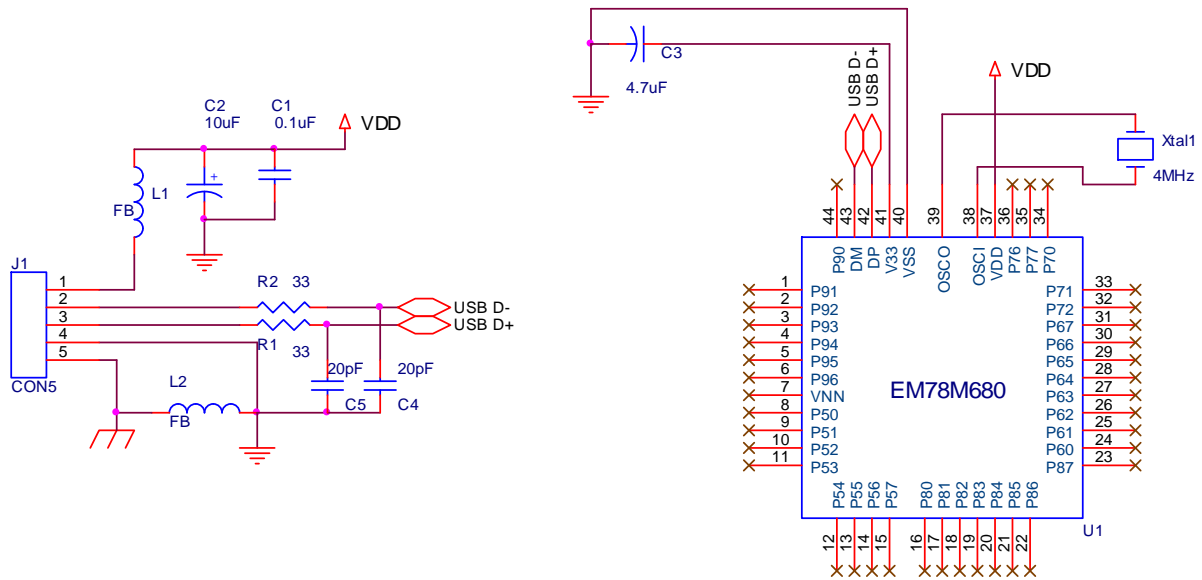 C2
10uF
C1
0.1uF
VDD
L1
FB
J1
1
2
3
4
5
CON5
R2 33
R1 33
USB D-
USB D+
20pF
20pF
C5
C4
L2
FB
C3
4.7uF
USB D-
USB D+
VDD
Xtal1
4MHz
44
43
42
41
40
39
38
37
36
35
34
P90
DM
DP
V33
VSS
OSCO
OSCI
VDD
P76
P77
P70
1 P91
2 P92
3 P93
4 P94
5 P95
6 P96
7 VNN
8 P50
9 P51
10 P52
11 P53
EM78M680
P71 33
P72 32
P67 31
P66 30
P65 29
P64 28
P63 27
P62 26
P61 25
P60 24
P87 23
P54
P55
P56
P57
P80
P81
P82
P83
P84
P85
P86
12
13
14
15
16
17
18
19
20
21
22
U1